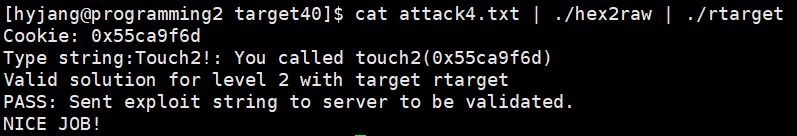 [hyjang@programming2 target40]$ cat attack4.txt | ./hex2raw | ./rtarget
Cookie: 0x55ca9f6d
Type string:Touch2!: You called touch2(0x55ca9f6d)
Valid solution for level 2 with target rtarget
PASS: Sent exploit string to server to be validated.
NICE JOB!